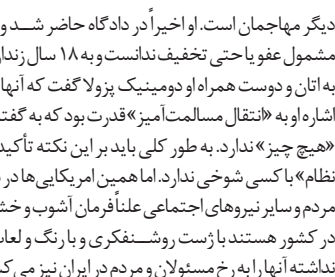 دیگر مهاجمان است. او اخیراً در دادگاه حاضر شــد و
مشمول عفو یا حتی تخفیف ندانست و به ۱۸ سال زندا
به اتان و دوست همراه او دومینیک پزولا گفت که آنها
اشاره او به «انتقال مسالمت‌آمیز» قدرت بود که به گفت
«هیچ چیز» ندارد. به طور کلی باید بر این نکته تأکید
نظام» با کسی شوخی ندارد. اما همین امریکایی‌ها در
مردم و سایر نیروهای اجتماعی علناً فرمان آشوب و خش
در کشور هستند با ژست روشــنفکری و با رنگ و لعاب
نداشته آنها را به رخ مسئولان و مردم در ایران نیز می ک